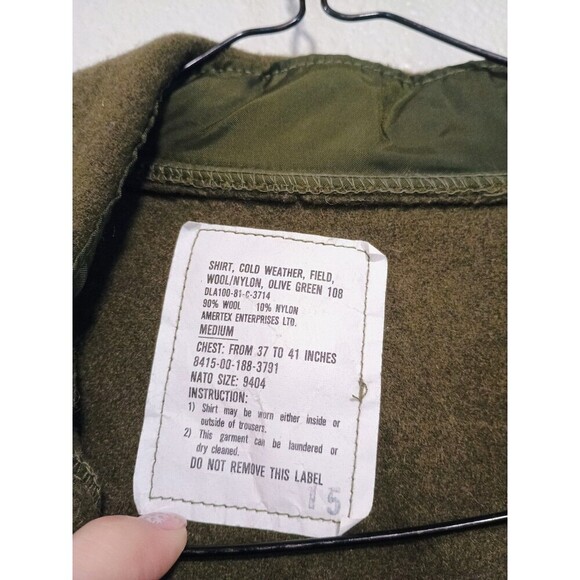 SHIRT, COLD WEATHER, FIELD,
WOOL/NYLON, OLIVE GREEN 108
DLA100-81-C-3714
90% WOOL 10% NYLON
AMERTEX ENTERPRISES LTD.
MEDIUM
CHEST: FROM 37 TO 41 INCHES
8415-00-188-3791
NATO SIZE: 9404
INSTRUCTION:
1) Shirt may be worn either inside or
outside of trousers.
2) This garment can be laundered or
dry cleaned.
DO NOT REMOVE THIS LABEL
15